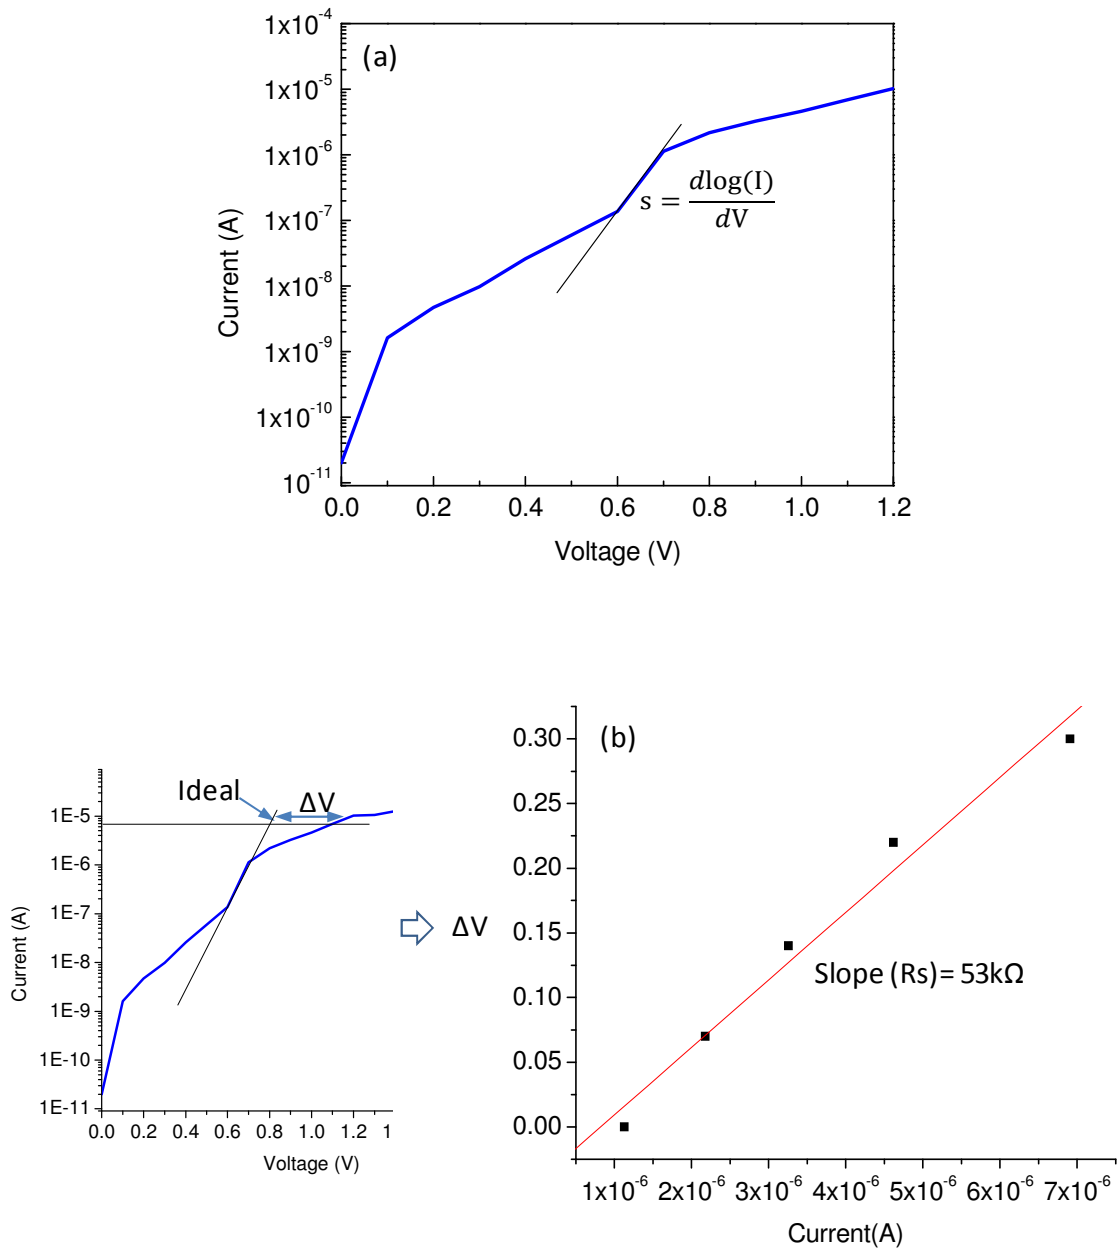 (a)
1x10⁻⁴
1x10⁻⁵
1x10⁻⁶
1x10⁻⁷
1x10⁻⁸
1x10⁻⁹
1x10⁻¹⁰
10⁻¹¹
Current (A)
s = dlog(I)/dV
0.0 0.2 0.4 0.6 0.8 1.0 1.2
Voltage (V)
Ideal
ΔV
1E-5
1E-6
1E-7
1E-8
1E-9
1E-10
1E-11
Current (A)
0.0 0.2 0.4 0.6 0.8 1.0 1.2 1
Voltage (V)
ΔV
(b)
0.30
0.25
0.20
0.15
0.10
0.05
0.00
Slope (Rs)= 53kΩ
1x10⁻⁶ 2x10⁻⁶ 3x10⁻⁶ 4x10⁻⁶ 5x10⁻⁶ 6x10⁻⁶ 7x10⁻⁶
Current(A)